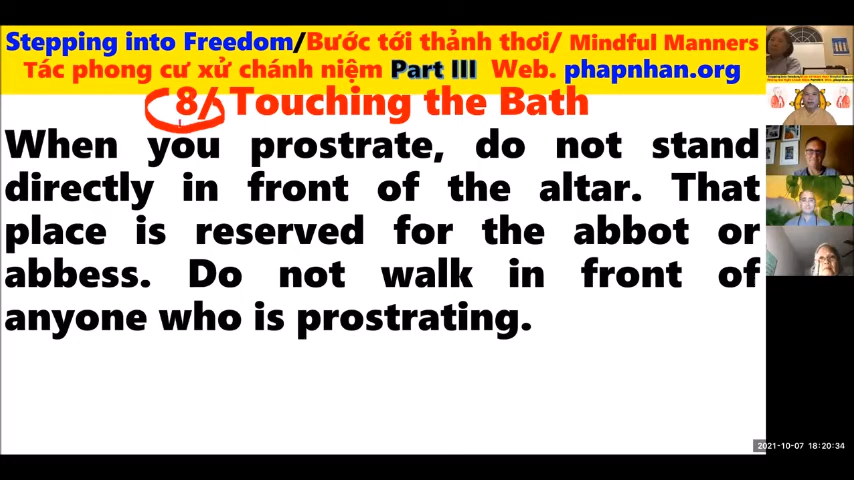 Stepping into Freedom/Bước tới thảnh thơi/ Mindful Manners
Tác phong cư xử chánh niệm Part III Web. phapnhan.org
8/ Touching the Bath
When you prostrate, do not stand
directly in front of the altar. That
place is reserved for the abbot or
abbess. Do not walk in front of
anyone who is prostrating.
2021-10-07 18:20:34